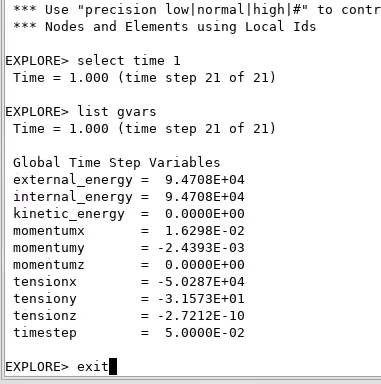 *** Use "precision low|normal|high|#" to contr
*** Nodes and Elements using Local Ids
EXPLORE> select time 1
Time = 1.000 (time step 21 of 21)
EXPLORE> list gvars
Time = 1.000 (time step 21 of 21)
Global Time Step Variables
external_energy =  9.4708E+04
internal_energy =  9.4708E+04
kinetic_energy  =  0.0000E+00
momentumx       =  1.6298E-02
momentumy       = -2.4393E-03
momentumz       =  0.0000E+00
tensionx        = -5.0287E+04
tensiony        = -3.1573E+01
tensionz        = -2.7212E-10
timestep        =  5.0000E-02
EXPLORE> exit